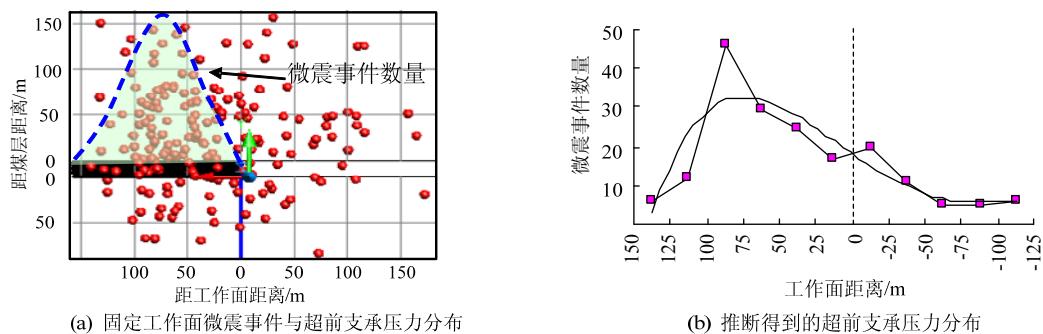 150
100
50
0
0
50
距煤层距离/m
微震事件数量
100 50 0 50 100 150
距工作面距离/m
(a) 固定工作面微震事件与超前支承压力分布
微震事件数量
50
40
30
20
10
150 100 75 50 25 0 -25 -50 -75 -100 -125
工作面距离/m
(b) 推断得到的超前支承压力分布